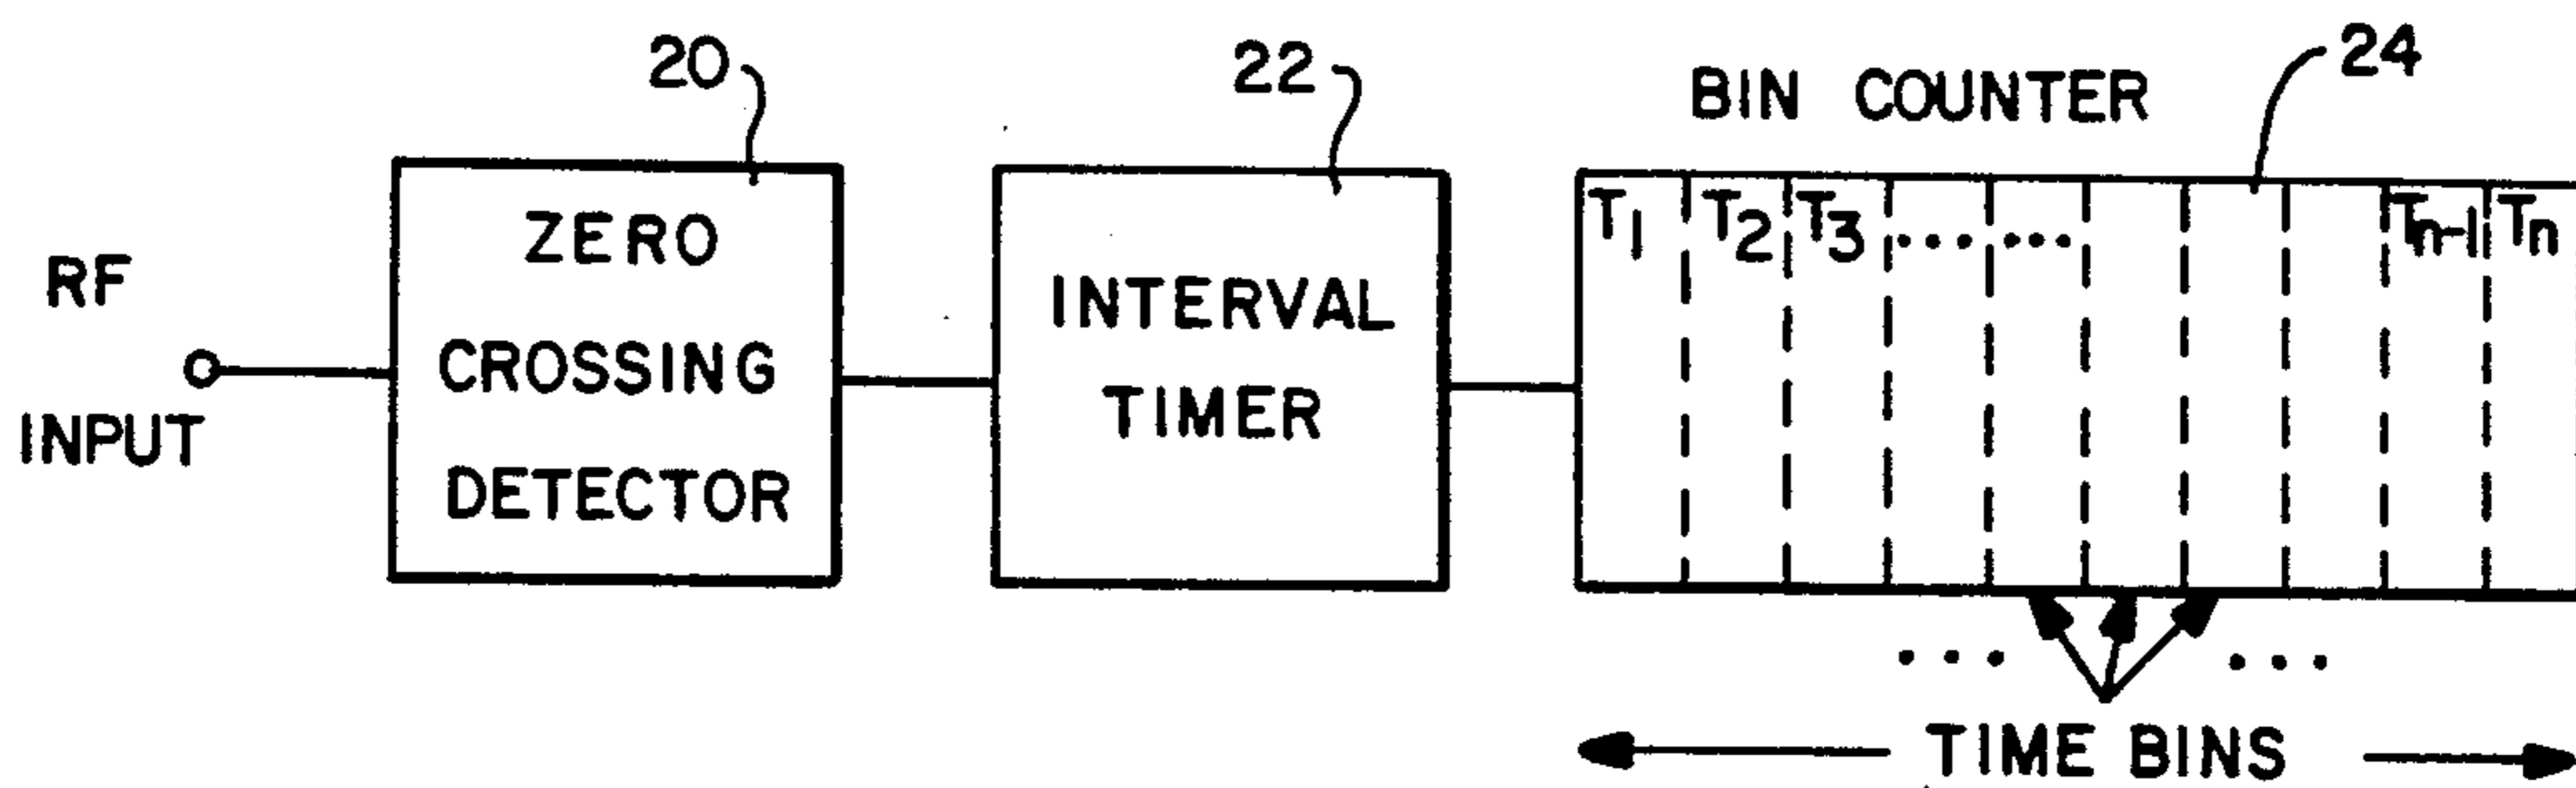 20
22
24
BIN COUNTER
RF
INPUT
ZERO
CROSSING
DETECTOR
INTERVAL
TIMER
T1 T2 T3 ...... Tn-1 Tn
... ...
TIME BINS